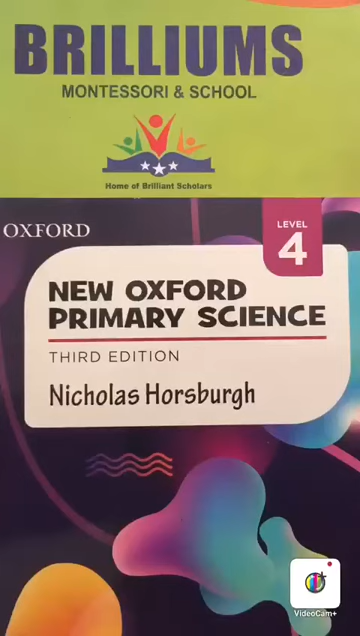 BRILLIUMS
MONTESSORI & SCHOOL
Home of Brilliant Scholars
OXFORD
LEVEL
4
NEW OXFORD
PRIMARY SCIENCE
THIRD EDITION
Nicholas Horsburgh
VideoCam+